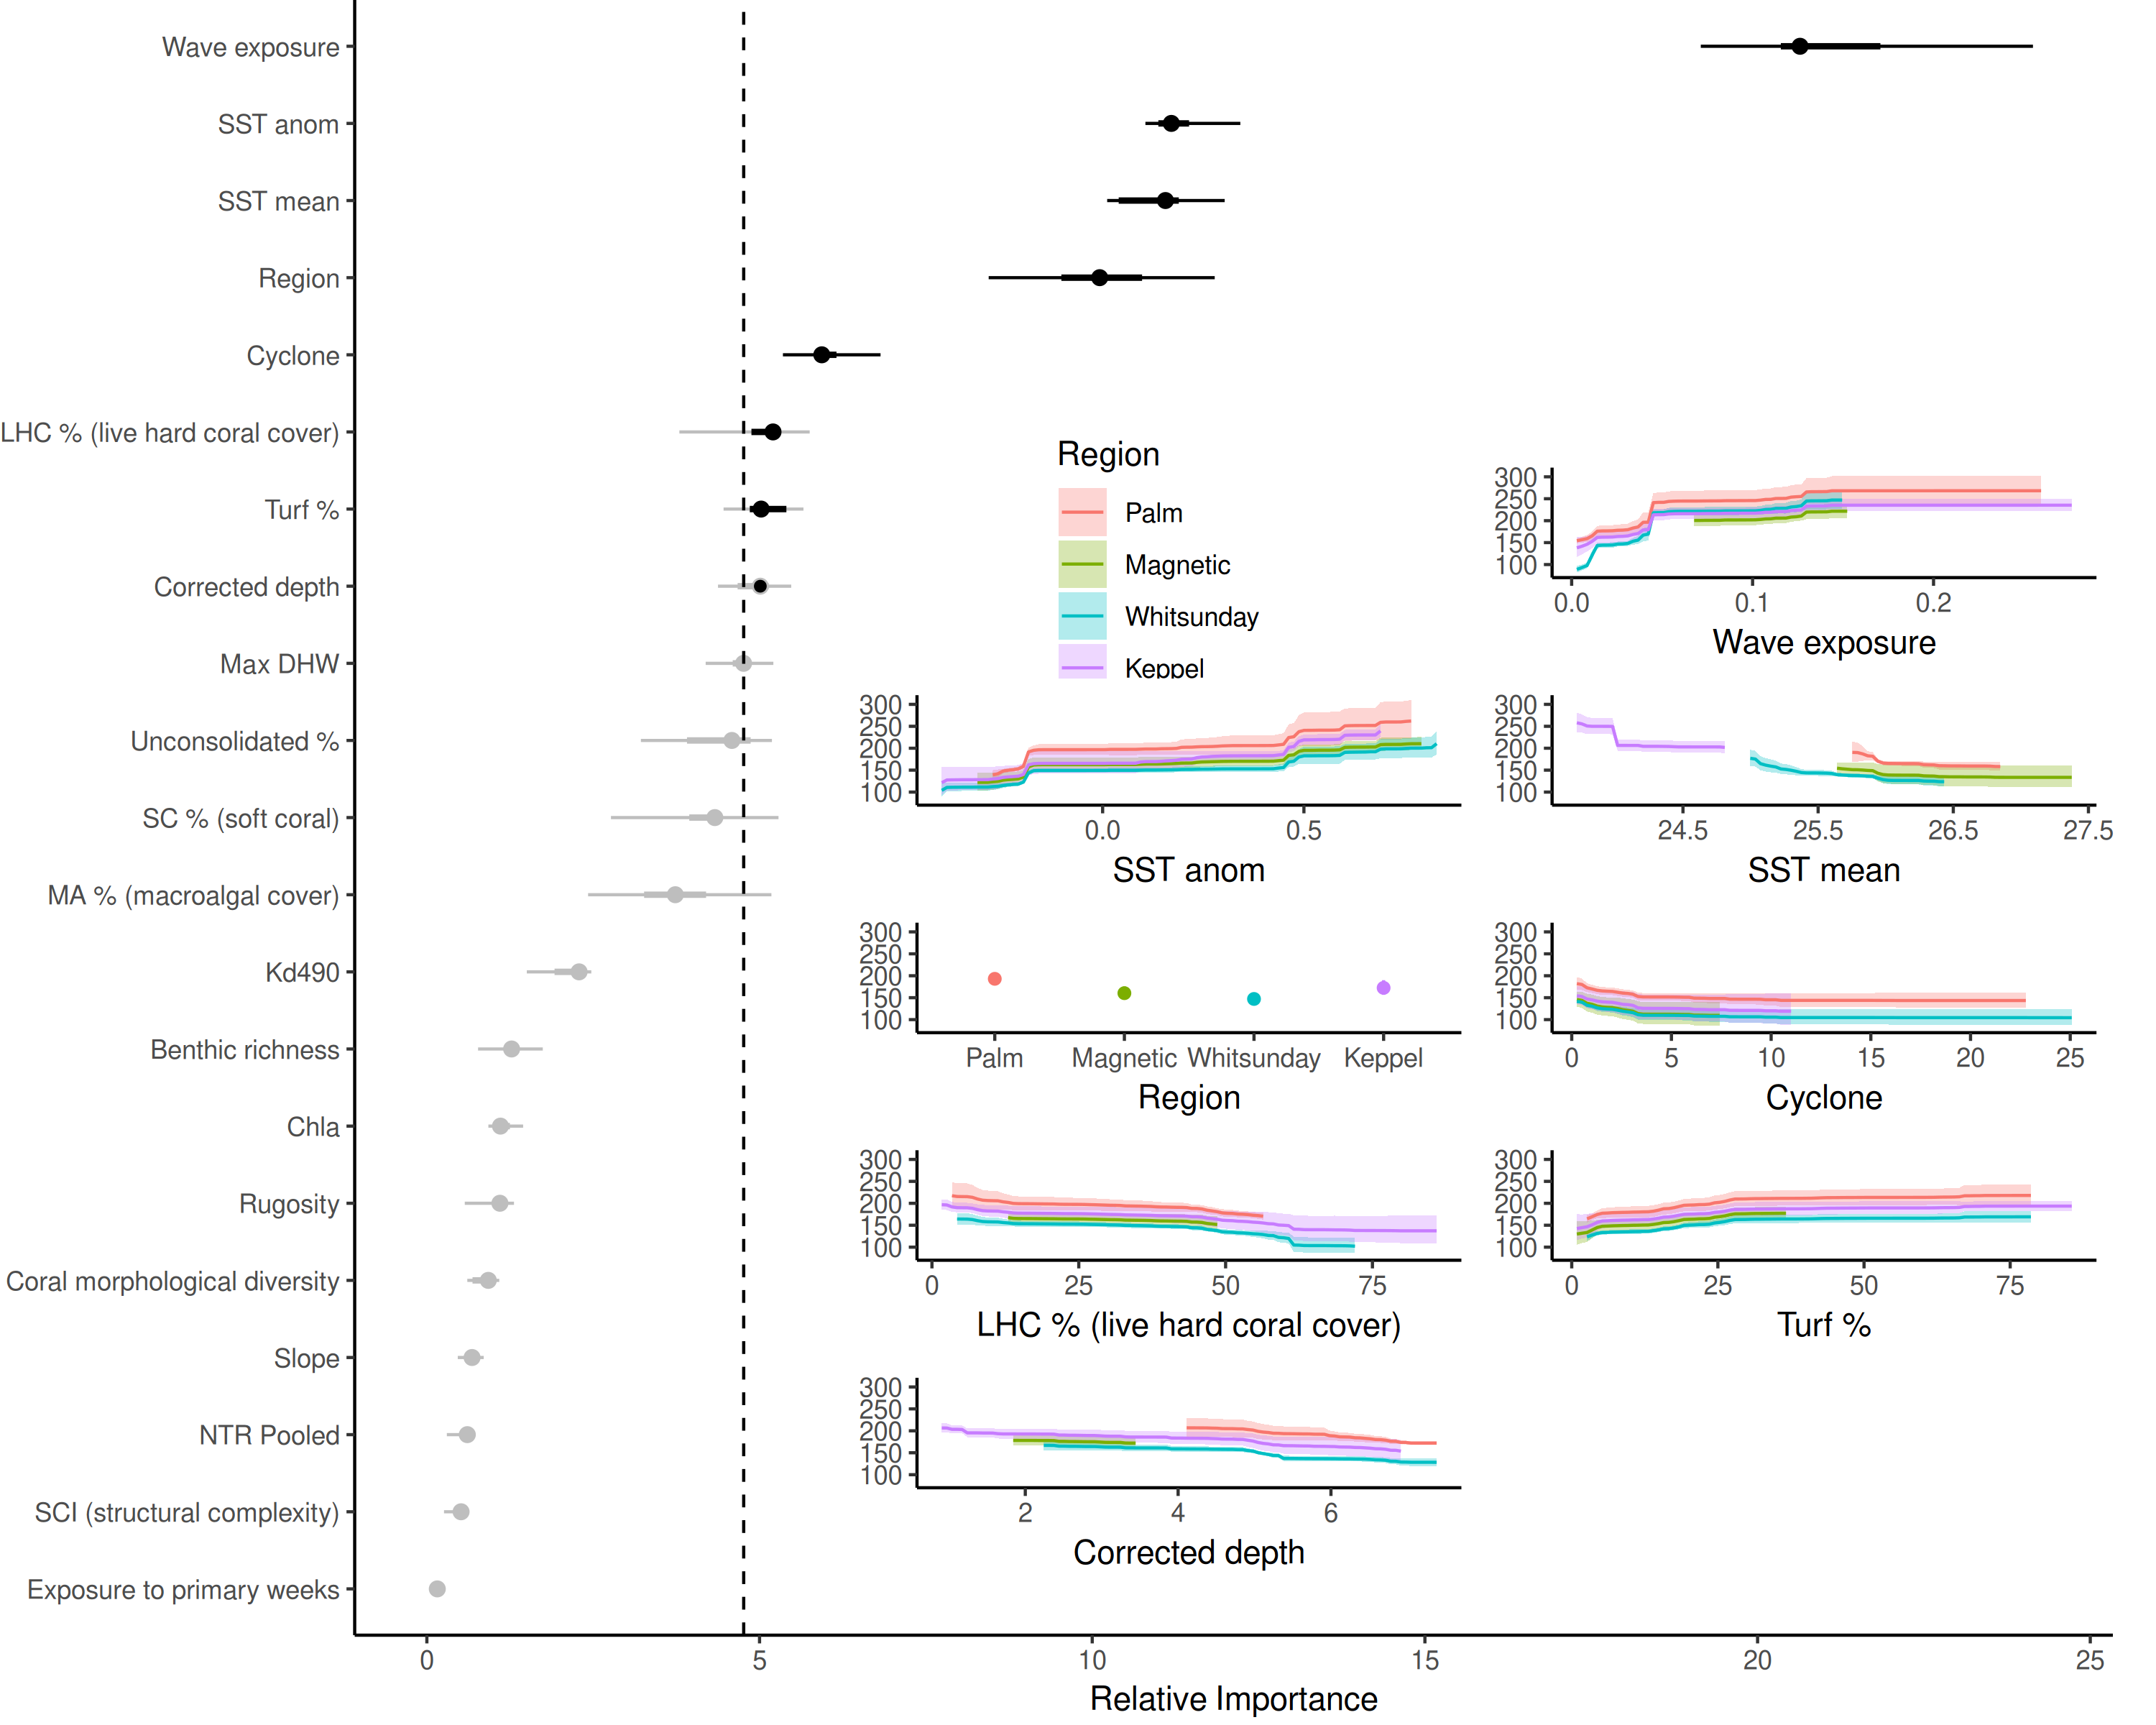 Wave exposure
SST anom
SST mean
Region
Cyclone
LHC % (live hard coral cover)
Turf %
Corrected depth
Max DHW
Unconsolidated %
SC % (soft coral)
MA % (macroalgal cover)
Kd490
Benthic richness
Chla
Rugosity
Coral morphological diversity
Slope
NTR Pooled
SCI (structural complexity)
Exposure to primary weeks
0 5 10 15 20 25
Relative Importance
Region
Palm
Magnetic
Whitsunday
Keppel
300
250
200
150
100
0.0 0.1 0.2
Wave exposure
300
250
200
150
100
0.0 0.5
SST anom
300
250
200
150
100
24.5 25.5 26.5 27.5
SST mean
300
250
200
150
100
Palm Magnetic Whitsunday Keppel
Region
300
250
200
150
100
0 5 10 15 20 25
Cyclone
300
250
200
150
100
0 25 50 75
LHC % (live hard coral cover)
300
250
200
150
100
0 25 50 75
Turf %
300
250
200
150
100
2 4 6
Corrected depth